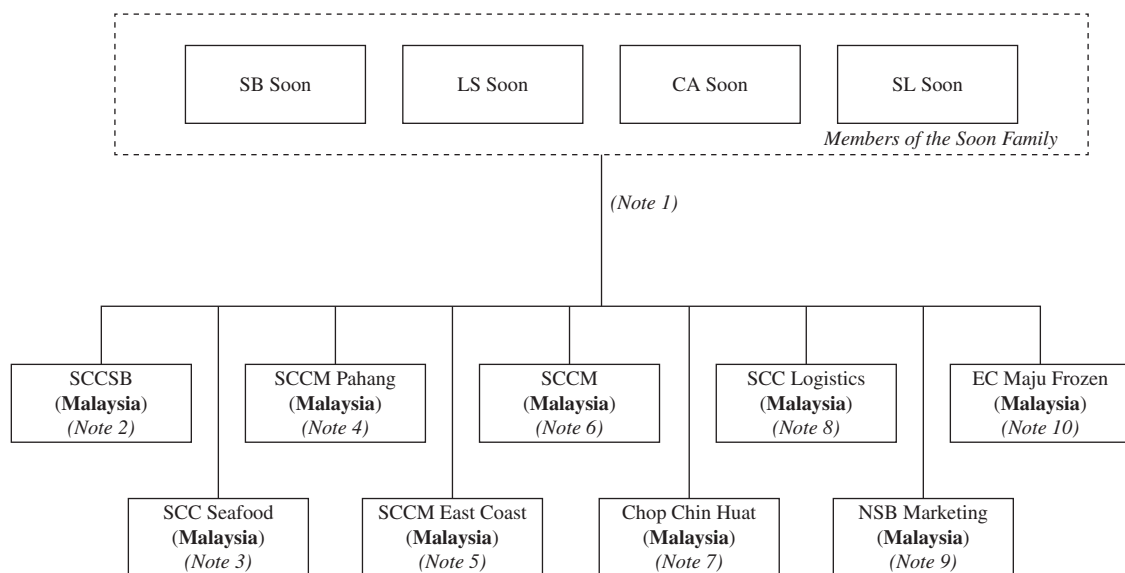 SB Soon
LS Soon
CA Soon
SL Soon
Members of the Soon Family
(Note 1)
SCCSB
(Malaysia)
(Note 2)
SCCM Pahang
(Malaysia)
(Note 4)
SCCM
(Malaysia)
(Note 6)
SCC Logistics
(Malaysia)
(Note 8)
EC Maju Frozen
(Malaysia)
(Note 10)
SCC Seafood
(Malaysia)
(Note 3)
SCCM East Coast
(Malaysia)
(Note 5)
Chop Chin Huat
(Malaysia)
(Note 7)
NSB Marketing
(Malaysia)
(Note 9)